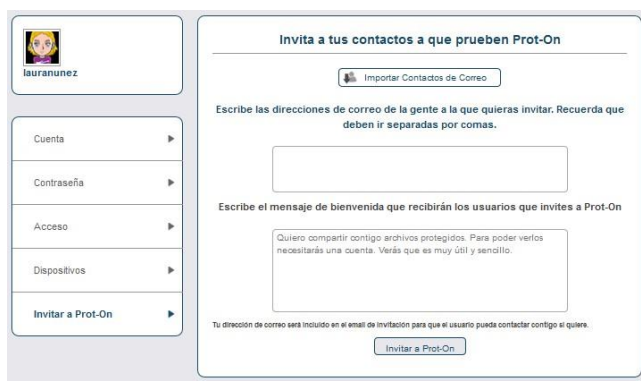 lauranunez
Cuenta
Contraseña
Acceso
Dispositivos
Invitar a Prot-On
Invita a tus contactos a que prueben Prot-On
Importar Contactos de Correo
Escribe las direcciones de correo de la gente a la que quieras invitar. Recuerda que
deben ir separadas por comas.
Escribe el mensaje de bienvenida que recibirán los usuarios que invites a Prot-On
Quiero compartir contigo archivos protegidos. Para poder verlos
necesitarás una cuenta. Verás que es muy útil y sencillo.
Tu dirección de correo será incluido en el email de invitación para que el usuario pueda contactar contigo si quiere.
Invitar a Prot-On